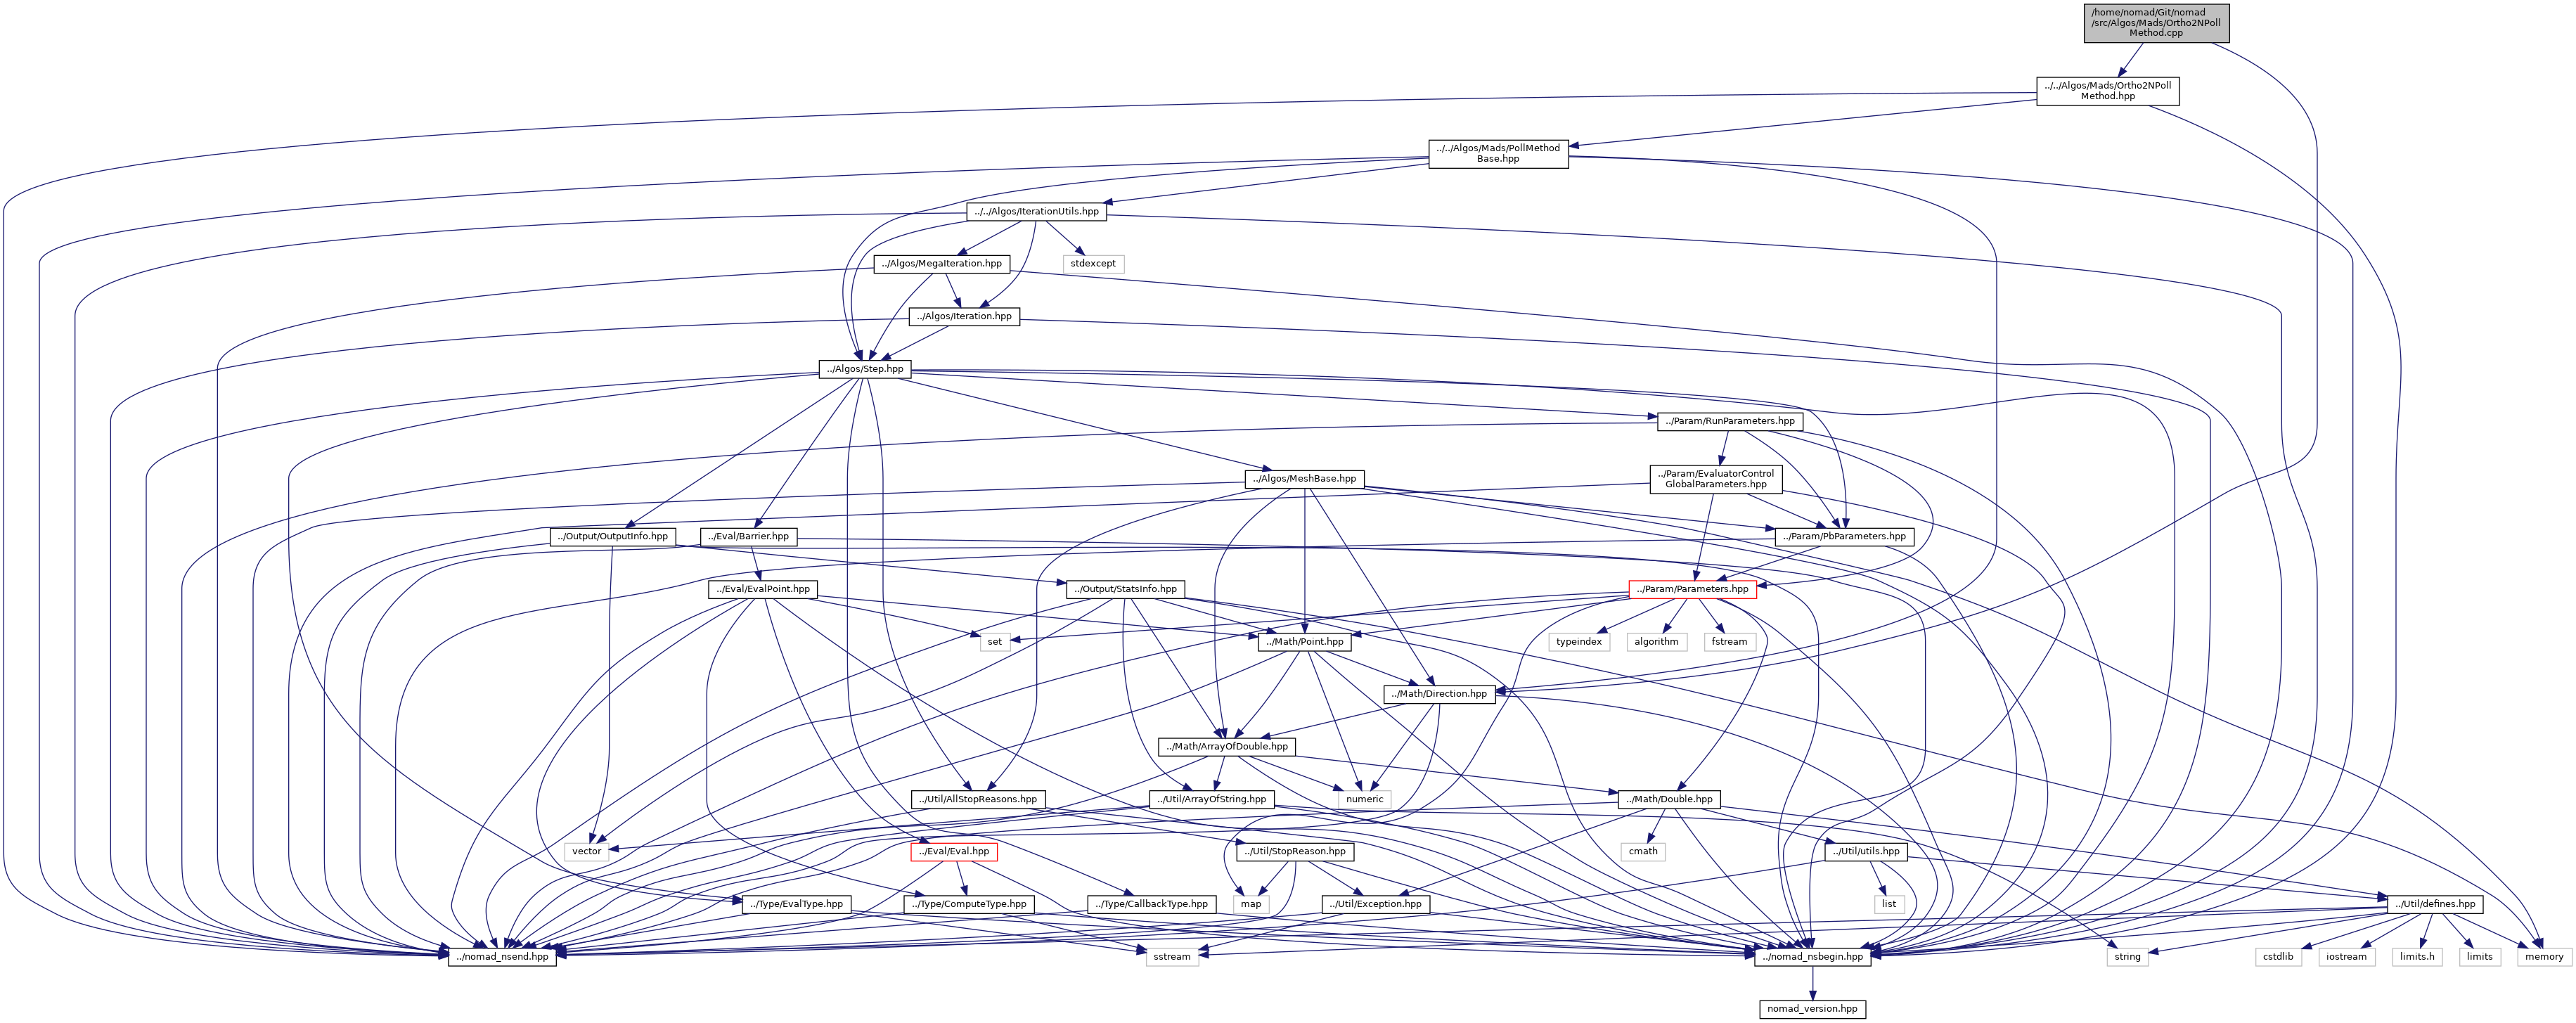 /home/nomad/Git/nomad
/src/Algos/Mads/Ortho2NPoll
Method.cpp
../../Algos/Mads/Ortho2NPoll
Method.hpp
../../Algos/Mads/PollMethod
Base.hpp
../../Algos/IterationUtils.hpp
../Algos/MegaIteration.hpp
stdexcept
../Algos/Iteration.hpp
../Algos/Step.hpp
../Param/RunParameters.hpp
../Algos/MeshBase.hpp
../Param/EvaluatorControl
GlobalParameters.hpp
../Output/OutputInfo.hpp
../Eval/Barrier.hpp
../Param/PbParameters.hpp
../Eval/EvalPoint.hpp
../Output/StatsInfo.hpp
../Param/Parameters.hpp
set
../Math/Point.hpp
typeindex
algorithm
fstream
../Math/Direction.hpp
../Math/ArrayOfDouble.hpp
../Util/AllStopReasons.hpp
../Util/ArrayOfString.hpp
numeric
../Math/Double.hpp
vector
../Eval/Eval.hpp
../Util/StopReason.hpp
cmath
../Util/utils.hpp
../Type/EvalType.hpp
../Type/ComputeType.hpp
../Type/CallbackType.hpp
map
../Util/Exception.hpp
list
../Util/defines.hpp
../nomad_nsend.hpp
sstream
../nomad_nsbegin.hpp
string
cstdlib
iostream
limits.h
limits
memory
nomad_version.hpp